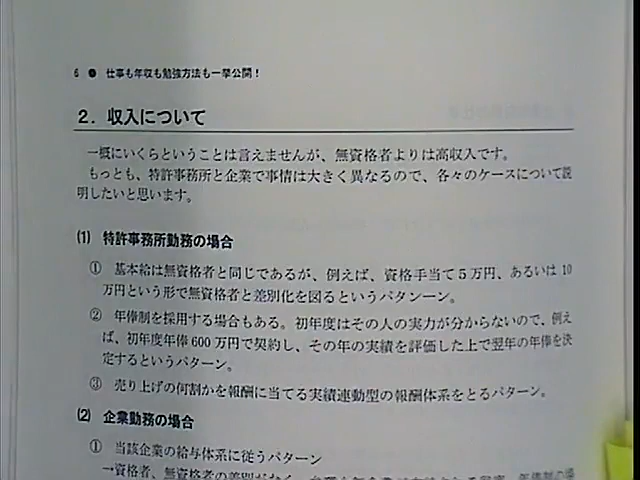 6 ● 仕事も年収も勉強方法も一挙公開！
2．収入について
一概にいくらということは言えませんが、無資格者よりは高収入です。
もっとも、特許事務所と企業で事情は大きく異なるので、各々のケースについて説
明したいと思います。
(1) 特許事務所勤務の場合
① 基本給は無資格者と同じであるが、例えば、資格手当て5万円、あるいは10
万円という形で無資格者と差別化を図るというパタンーン。
② 年俸制を採用する場合もある。初年度はその人の実力が分からないので、例え
ば、初年度年俸600万円で契約し、その年の実績を評価した上で翌年の年俸を決
定するというパターン。
③ 売り上げの何割かを報酬に当てる実績連動型の報酬体系をとるパターン。
(2) 企業勤務の場合
① 当該企業の給与体系に従うパターン
→資格者、無資格者の差別がなく、